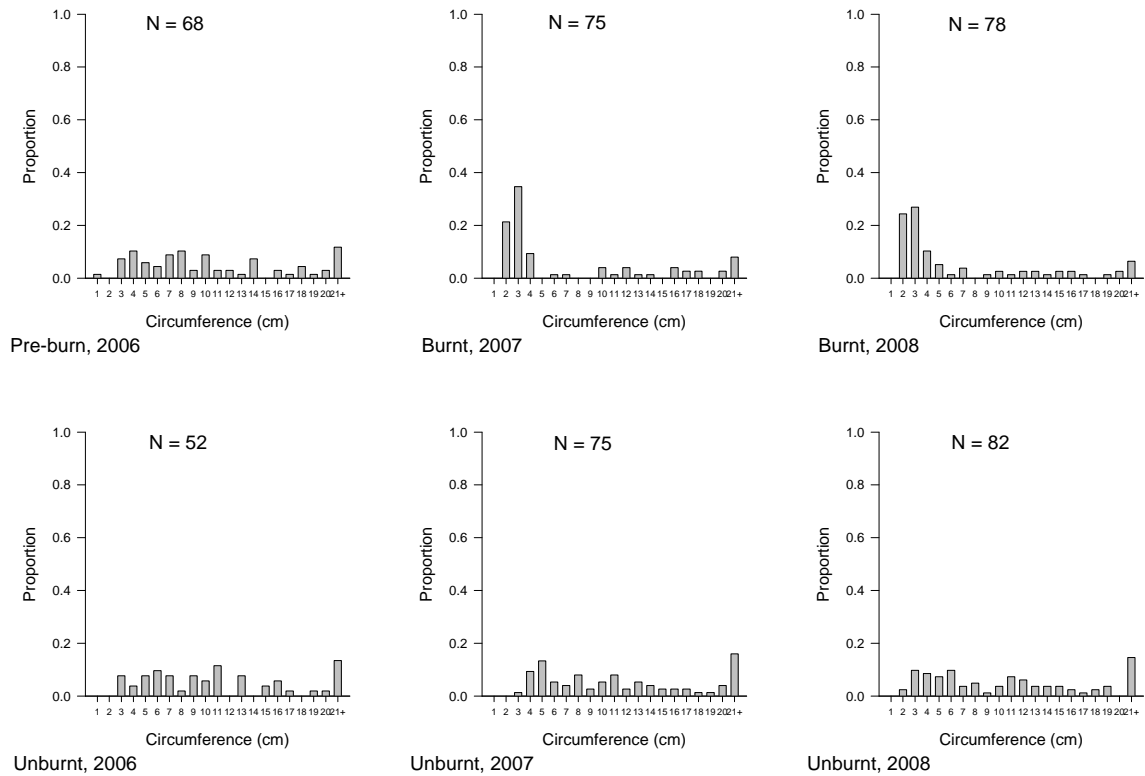 N = 68
1.0
0.8
0.6
0.4
0.2
0.0
Proportion
1 2 3 4 5 6 7 8 9 10 11 12 13 14 15 16 17 18 19 20 21+
Circumference (cm)
Pre-burn, 2006
N = 75
1.0
0.8
0.6
0.4
0.2
0.0
Proportion
1 2 3 4 5 6 7 8 9 10 11 12 13 14 15 16 17 18 19 20 21+
Circumference (cm)
Burnt, 2007
N = 78
1.0
0.8
0.6
0.4
0.2
0.0
Proportion
1 2 3 4 5 6 7 8 9 10 11 12 13 14 15 16 17 18 19 20 21+
Circumference (cm)
Burnt, 2008
N = 52
1.0
0.8
0.6
0.4
0.2
0.0
Proportion
1 2 3 4 5 6 7 8 9 10 11 12 13 14 15 16 17 18 19 20 21+
Circumference (cm)
Unburnt, 2006
N = 75
1.0
0.8
0.6
0.4
0.2
0.0
Proportion
1 2 3 4 5 6 7 8 9 10 11 12 13 14 15 16 17 18 19 20 21+
Circumference (cm)
Unburnt, 2007
N = 82
1.0
0.8
0.6
0.4
0.2
0.0
Proportion
1 2 3 4 5 6 7 8 9 10 11 12 13 14 15 16 17 18 19 20 21+
Circumference (cm)
Unburnt, 2008